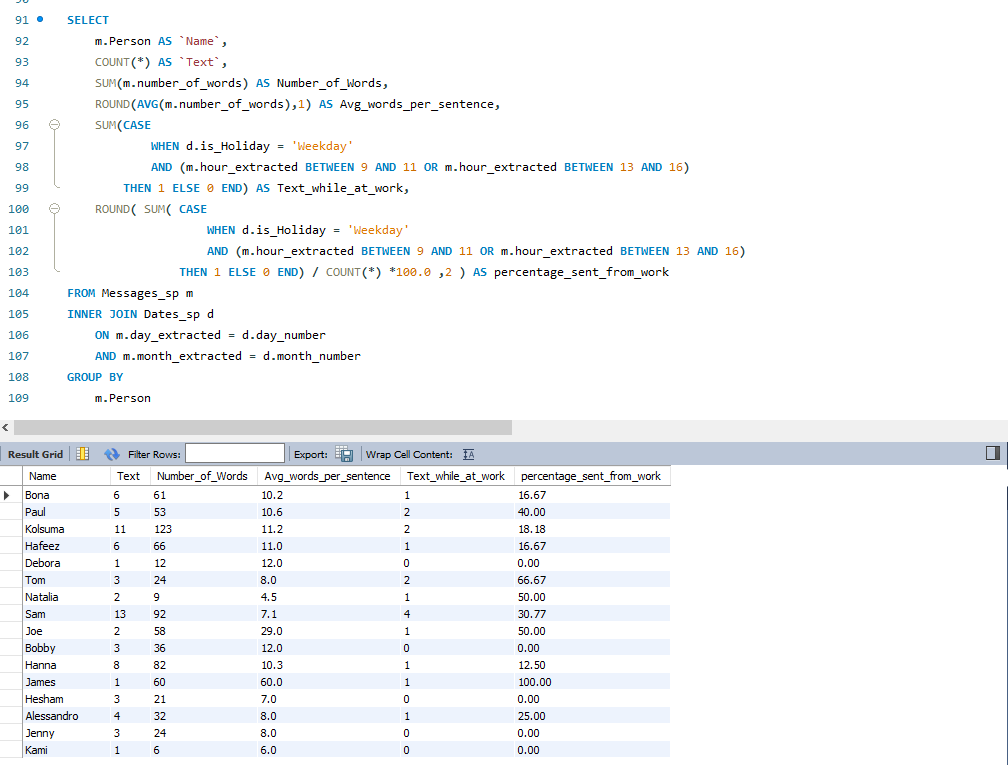 90
91 SELECT
92 m.Person AS `Name`,
93 COUNT(*) AS `Text`,
94 SUM(m.number_of_words) AS Number_of_Words,
95 ROUND(AVG(m.number_of_words),1) AS Avg_words_per_sentence,
96 SUM(CASE
97 WHEN d.is_Holiday = 'Weekday'
98 AND (m.hour_extracted BETWEEN 9 AND 11 OR m.hour_extracted BETWEEN 13 AND 16)
99 THEN 1 ELSE 0 END) AS Text_while_at_work,
100 ROUND( SUM( CASE
101 WHEN d.is_Holiday = 'Weekday'
102 AND (m.hour_extracted BETWEEN 9 AND 11 OR m.hour_extracted BETWEEN 13 AND 16)
103 THEN 1 ELSE 0 END) / COUNT(*) *100.0 ,2 ) AS percentage_sent_from_work
104 FROM Messages_sp m
105 INNER JOIN Dates_sp d
106 ON m.day_extracted = d.day_number
107 AND m.month_extracted = d.month_number
108 GROUP BY
109 m.Person
Result Grid Filter Rows: Export: Wrap Cell Content:
Name Text Number_of_Words Avg_words_per_sentence Text_while_at_work percentage_sent_from_work
Bona 6 61 10.2 1 16.67
Paul 5 53 10.6 2 40.00
Kolsuma 11 123 11.2 2 18.18
Hafeez 6 66 11.0 1 16.67
Debora 1 12 12.0 0 0.00
Tom 3 24 8.0 2 66.67
Natalia 2 9 4.5 1 50.00
Sam 13 92 7.1 4 30.77
Joe 2 58 29.0 1 50.00
Bobby 3 36 12.0 0 0.00
Hanna 8 82 10.3 1 12.50
James 1 60 60.0 1 100.00
Hesham 3 21 7.0 0 0.00
Alessandro 4 32 8.0 1 25.00
Jenny 3 24 8.0 0 0.00
Kami 1 6 6.0 0 0.00